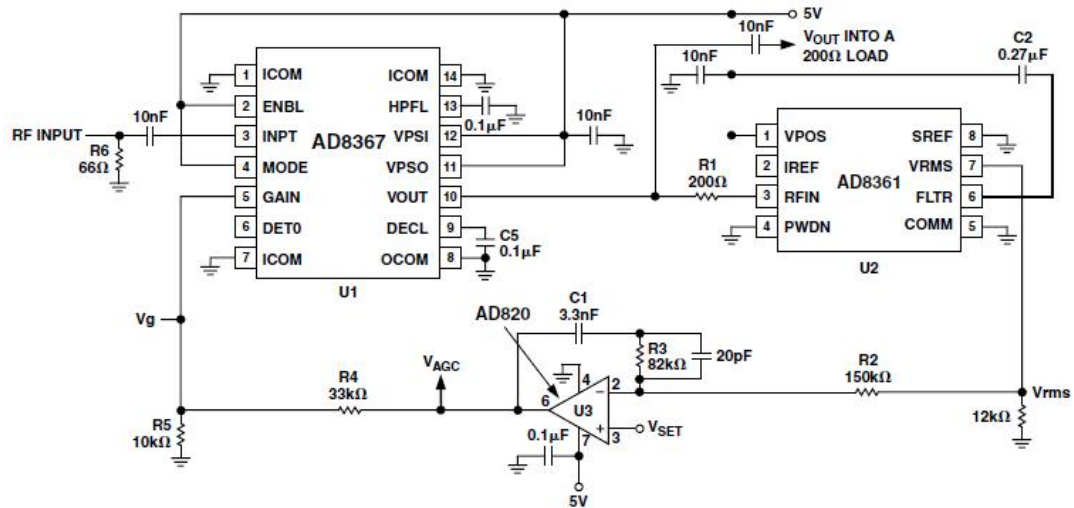 5V
10nF
VOUT INTO A
200Ω LOAD
C2
0.27µF
10nF
1 ICOM
ICOM 14
2 ENBL
HPFL 13
0.1µF
10nF
RF INPUT
3 INPT
AD8367
VPSI 12
10nF
R6
66Ω
4 MODE
VPSO 11
5 GAIN
VOUT 10
6 DET0
DECL 9
C5
0.1µF
7 ICOM
OCOM 8
U1
R1
200Ω
1 VPOS
SREF 8
2 IREF
VRMS 7
AD8361
3 RFIN
FLTR 6
4 PWDN
COMM 5
U2
Vg
AD820
C1
3.3nF
R3
82kΩ
20pF
VAGC
R4
33kΩ
R2
150kΩ
Vrms
12kΩ
R5
10kΩ
4
2
6
U3
−
+
3
VSET
7
0.1µF
5V